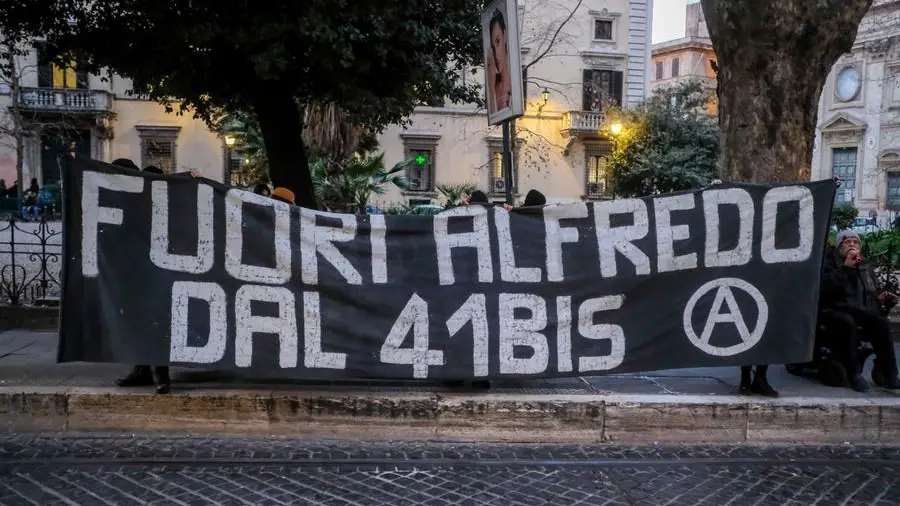 FUORI ALFREDO
DAL 41BIS Ⓐ